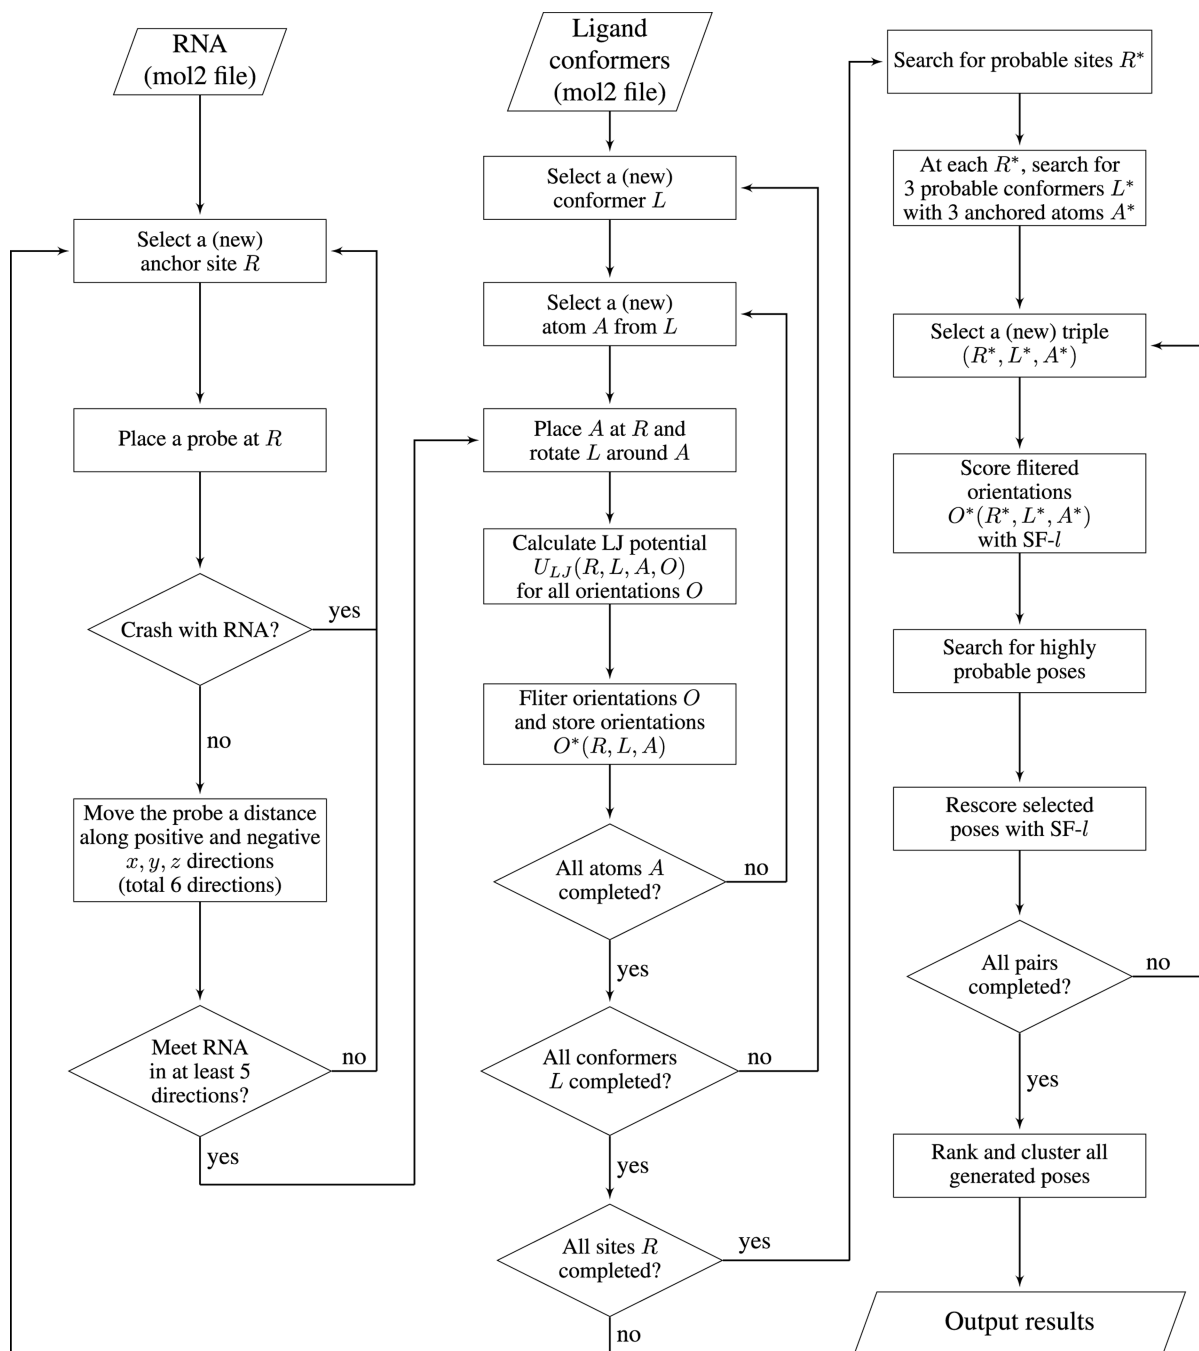 RNA
(mol2 file)
Select a (new)
anchor site R
Place a probe at R
Crash with RNA?
yes
no
Move the probe a distance
along positive and negative
x, y, z directions
(total 6 directions)
Meet RNA
in at least 5
directions?
no
yes
Ligand
conformers
(mol2 file)
Select a (new)
conformer L
Select a (new)
atom A from L
Place A at R and
rotate L around A
Calculate LJ potential
U_{LJ}(R, L, A, O)
for all orientations O
Fliter orientations O
and store orientations
O*(R, L, A)
All atoms A
completed?
no
yes
All conformers
L completed?
no
yes
All sites R
completed?
yes
no
Search for probable sites R*
At each R*, search for
3 probable conformers L*
with 3 anchored atoms A*
Select a (new) triple
(R*, L*, A*)
Score flitered
orientations
O*(R*, L*, A*)
with SF-l
Search for highly
probable poses
Rescore selected
poses with SF-l
All pairs
completed?
no
yes
Rank and cluster all
generated poses
Output results